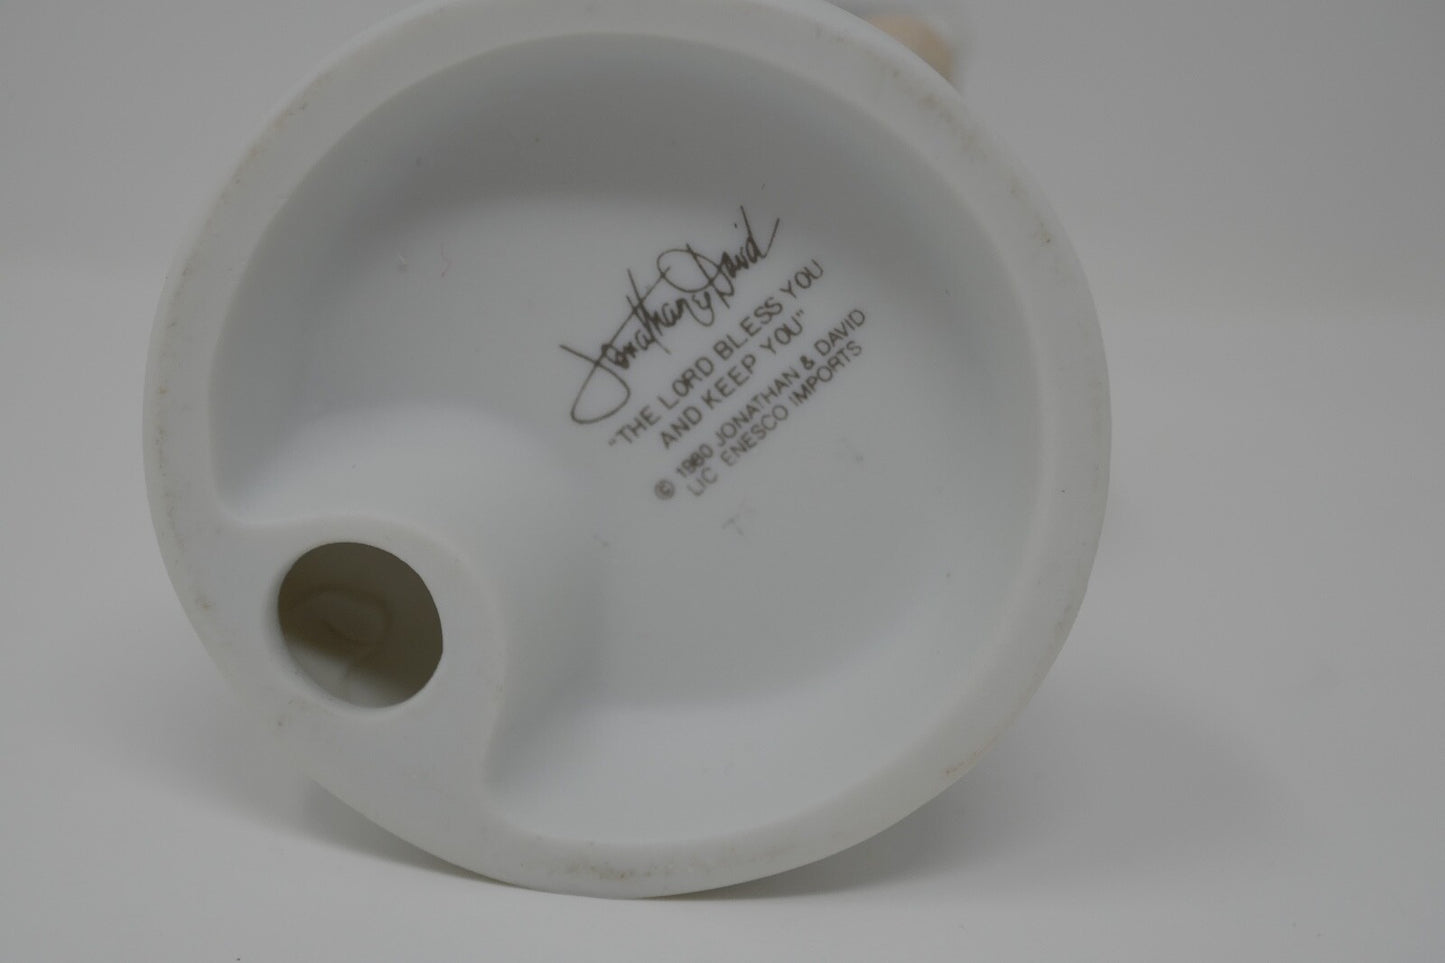 Jonathan & David
"THE LORD BLESS YOU
AND KEEP YOU"
© 1980 JONATHAN & DAVID
LIC ENESCO IMPORTS